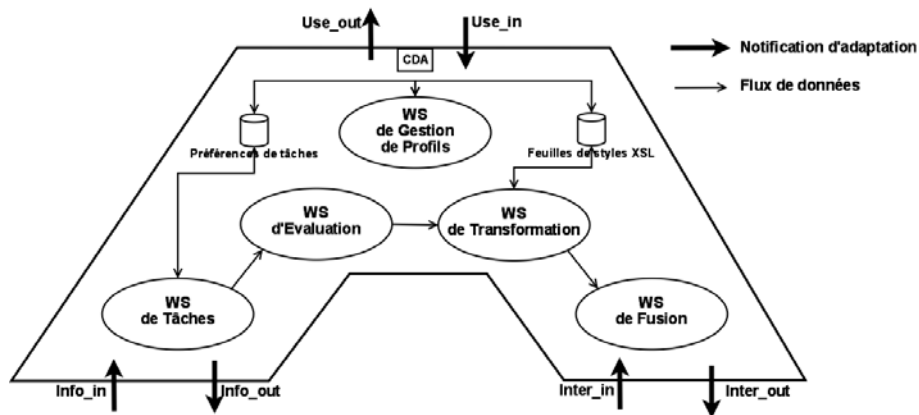 Use_out
Use_in
CDA
Notification d'adaptation
Flux de données
WS
de Gestion
de Profils
Préférences de tâches
Feuilles de styles XSL
WS
d'Evaluation
WS
de Transformation
WS
de Tâches
WS
de Fusion
Info_in
Info_out
Inter_in
Inter_out